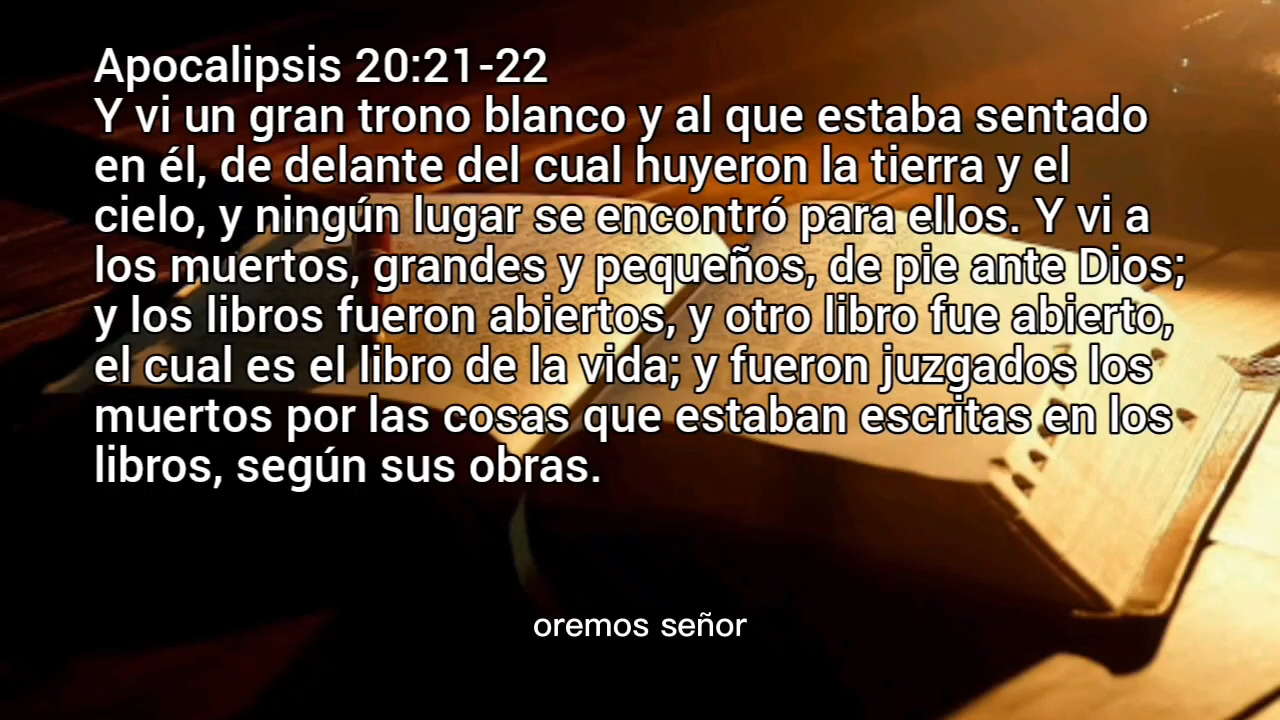 Apocalipsis 20:21-22
Y vi un gran trono blanco y al que estaba sentado
en él, de delante del cual huyeron la tierra y el
cielo, y ningún lugar se encontró para ellos. Y vi a
los muertos, grandes y pequeños, de pie ante Dios;
y los libros fueron abiertos, y otro libro fue abierto,
el cual es el libro de la vida; y fueron juzgados los
muertos por las cosas que estaban escritas en los
libros, según sus obras.
oremos señor